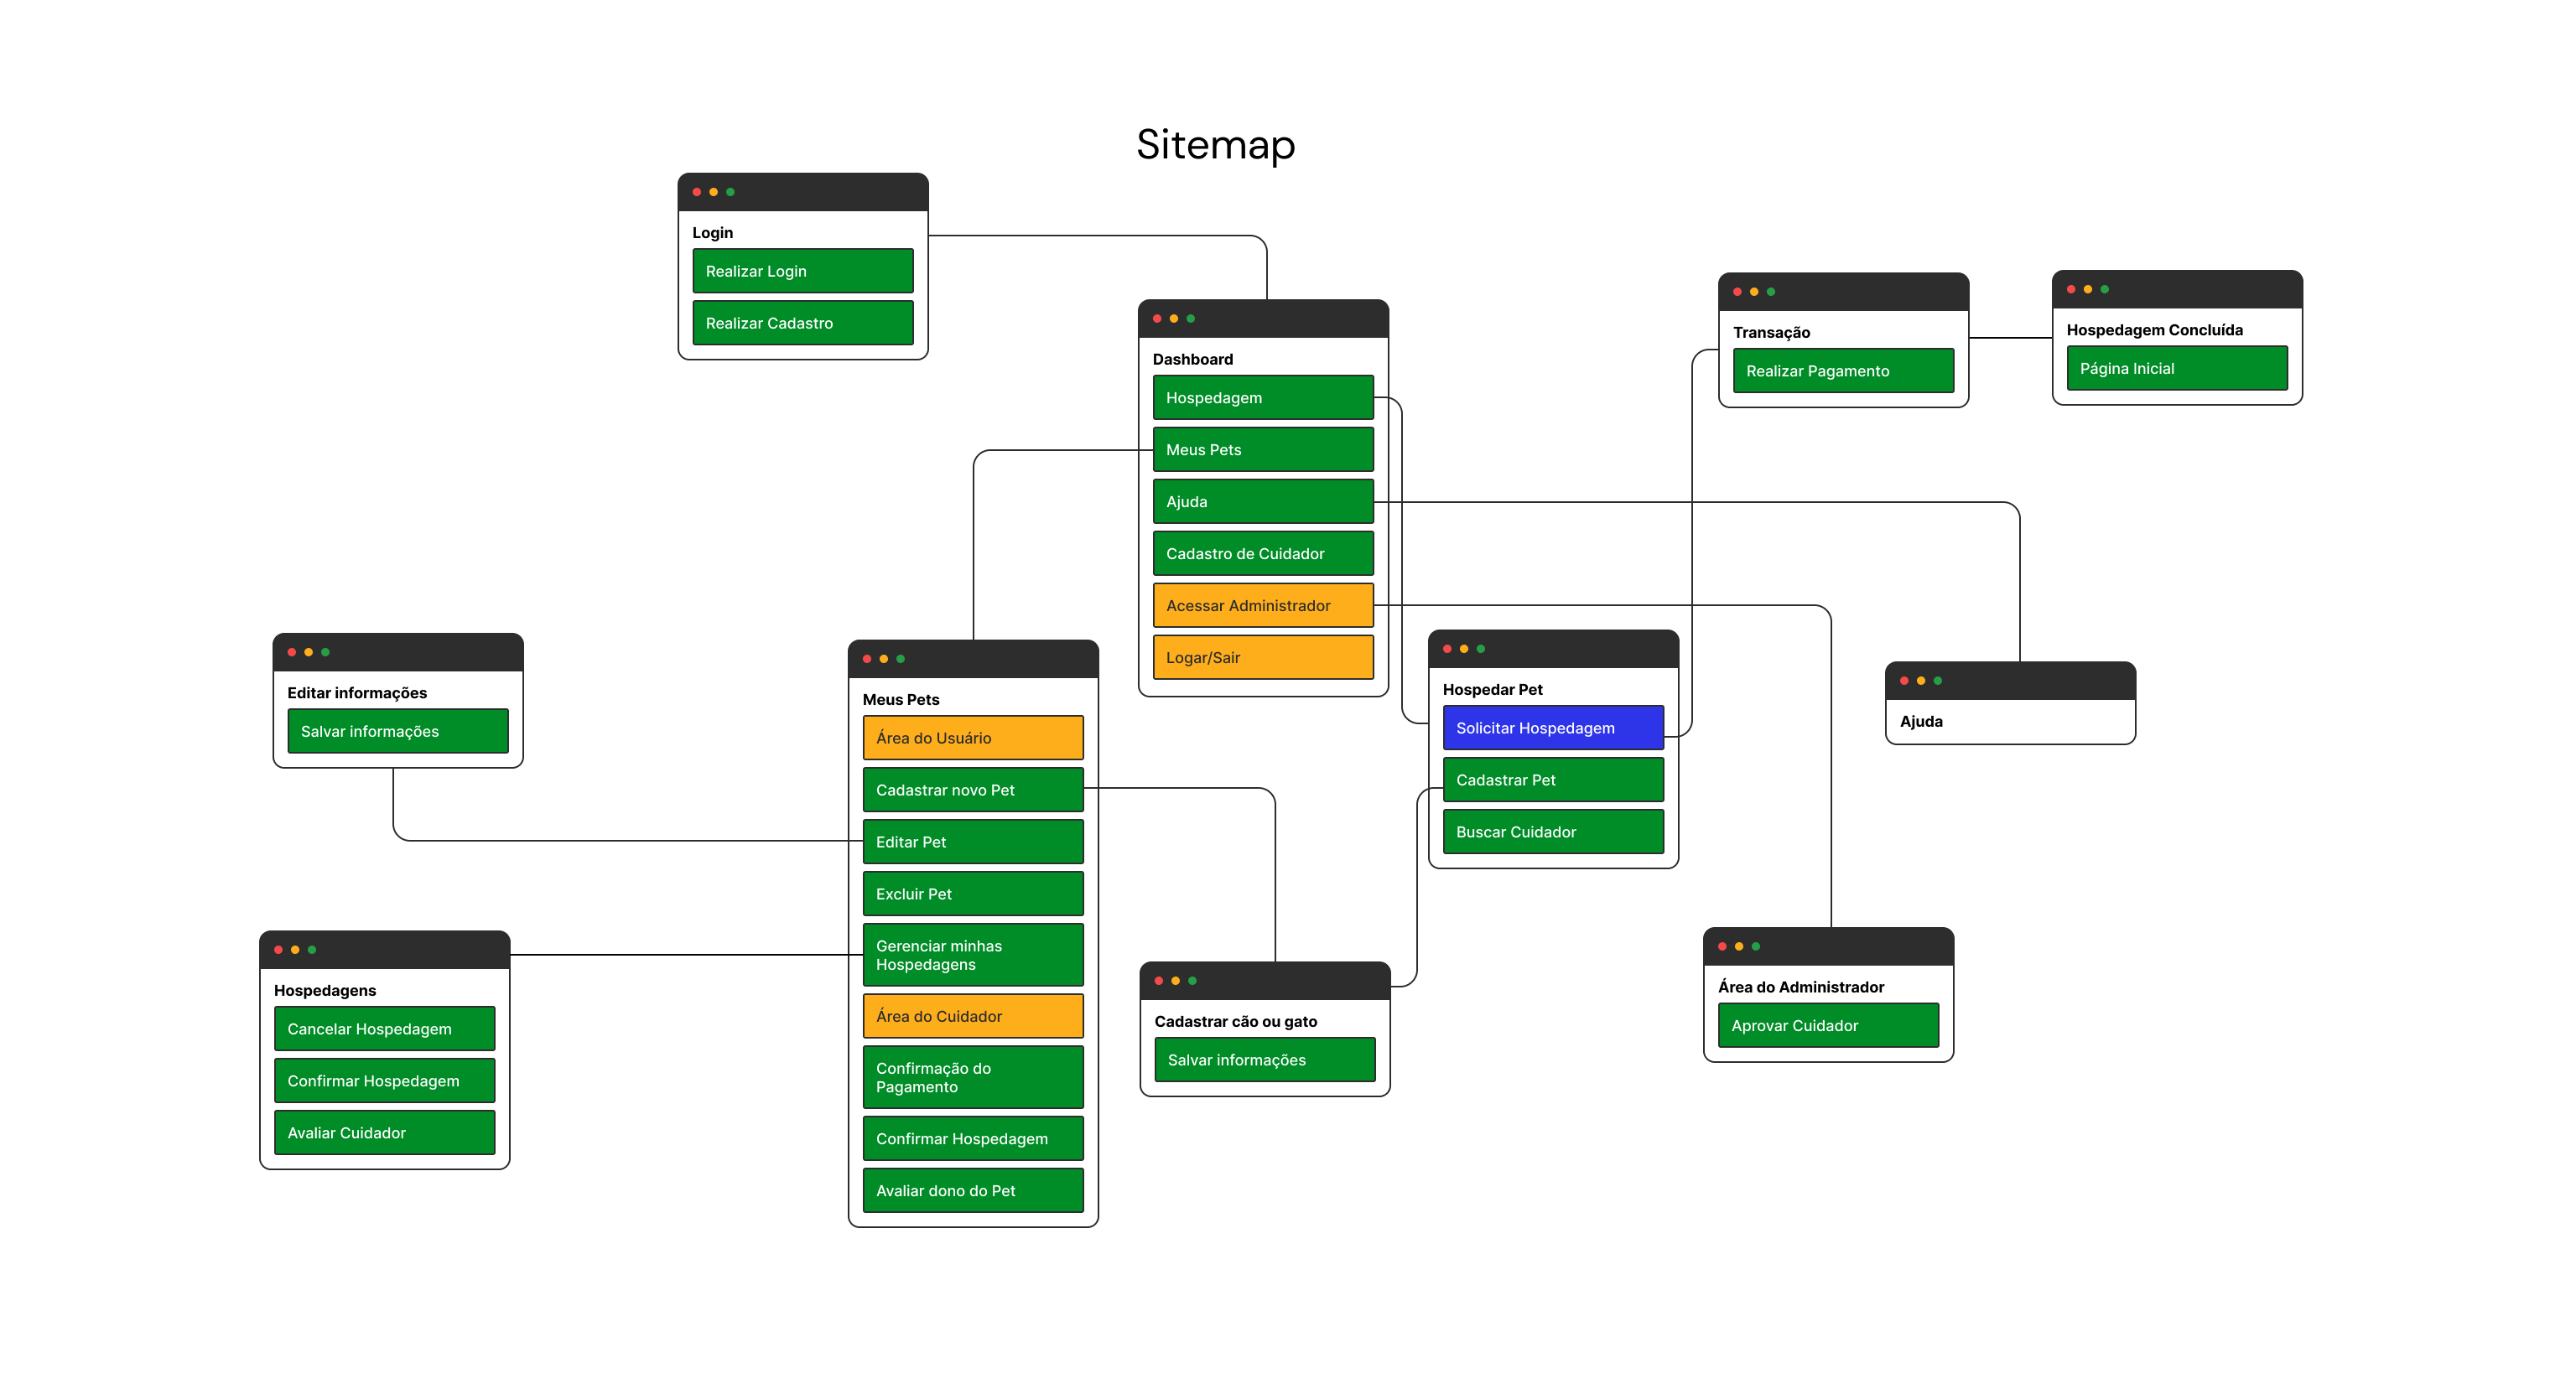 Sitemap
Login
Realizar Login
Realizar Cadastro
Dashboard
Hospedagem
Meus Pets
Ajuda
Cadastro de Cuidador
Acessar Administrador
Logar/Sair
Transação
Realizar Pagamento
Hospedagem Concluída
Página Inicial
Editar informações
Salvar informações
Meus Pets
Área do Usuário
Cadastrar novo Pet
Editar Pet
Excluir Pet
Gerenciar minhas
Hospedagens
Área do Cuidador
Confirmação do
Pagamento
Confirmar Hospedagem
Avaliar dono do Pet
Hospedar Pet
Solicitar Hospedagem
Cadastrar Pet
Buscar Cuidador
Ajuda
Hospedagens
Cancelar Hospedagem
Confirmar Hospedagem
Avaliar Cuidador
Cadastrar cão ou gato
Salvar informações
Área do Administrador
Aprovar Cuidador